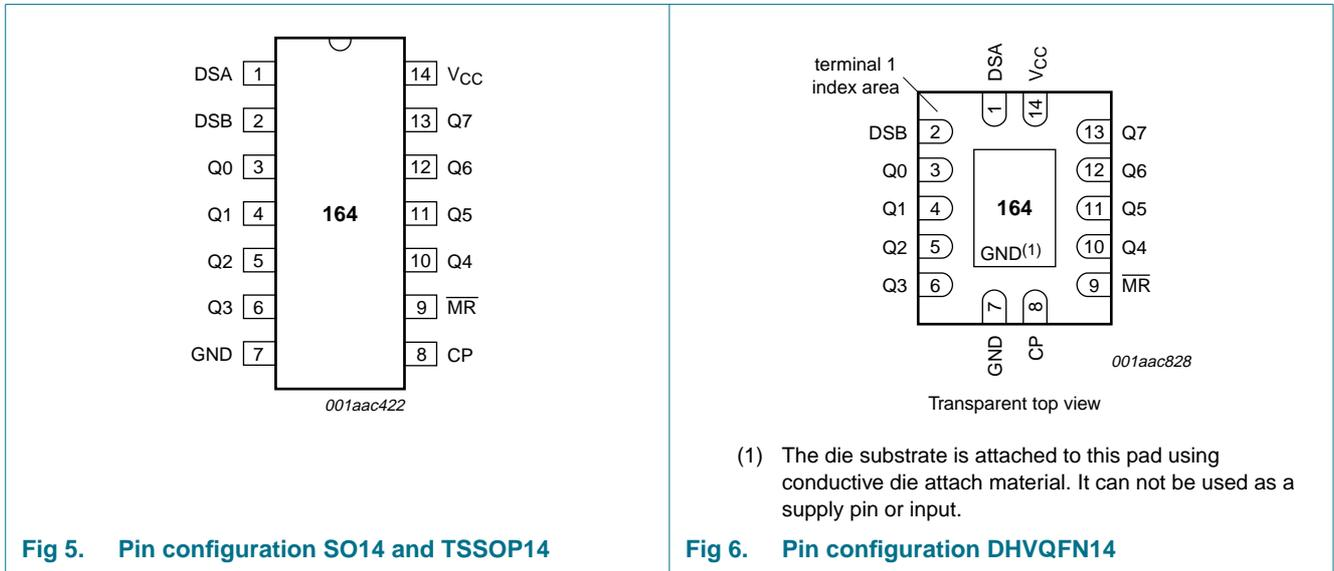 DSA 1
DSB 2
Q0 3
Q1 4
Q2 5
Q3 6
GND 7
164
14 VCC
13 Q7
12 Q6
11 Q5
10 Q4
9 MR
8 CP
001aac422
Fig 5. Pin configuration SO14 and TSSOP14
terminal 1
index area
DSA
VCC
1
14
DSB 2
Q0 3
Q1 4
Q2 5
Q3 6
164
GND(1)
13 Q7
12 Q6
11 Q5
10 Q4
9 MR
7
8
GND
CP
001aac828
Transparent top view
(1) The die substrate is attached to this pad using
conductive die attach material. It can not be used as a
supply pin or input.
Fig 6. Pin configuration DHVQFN14